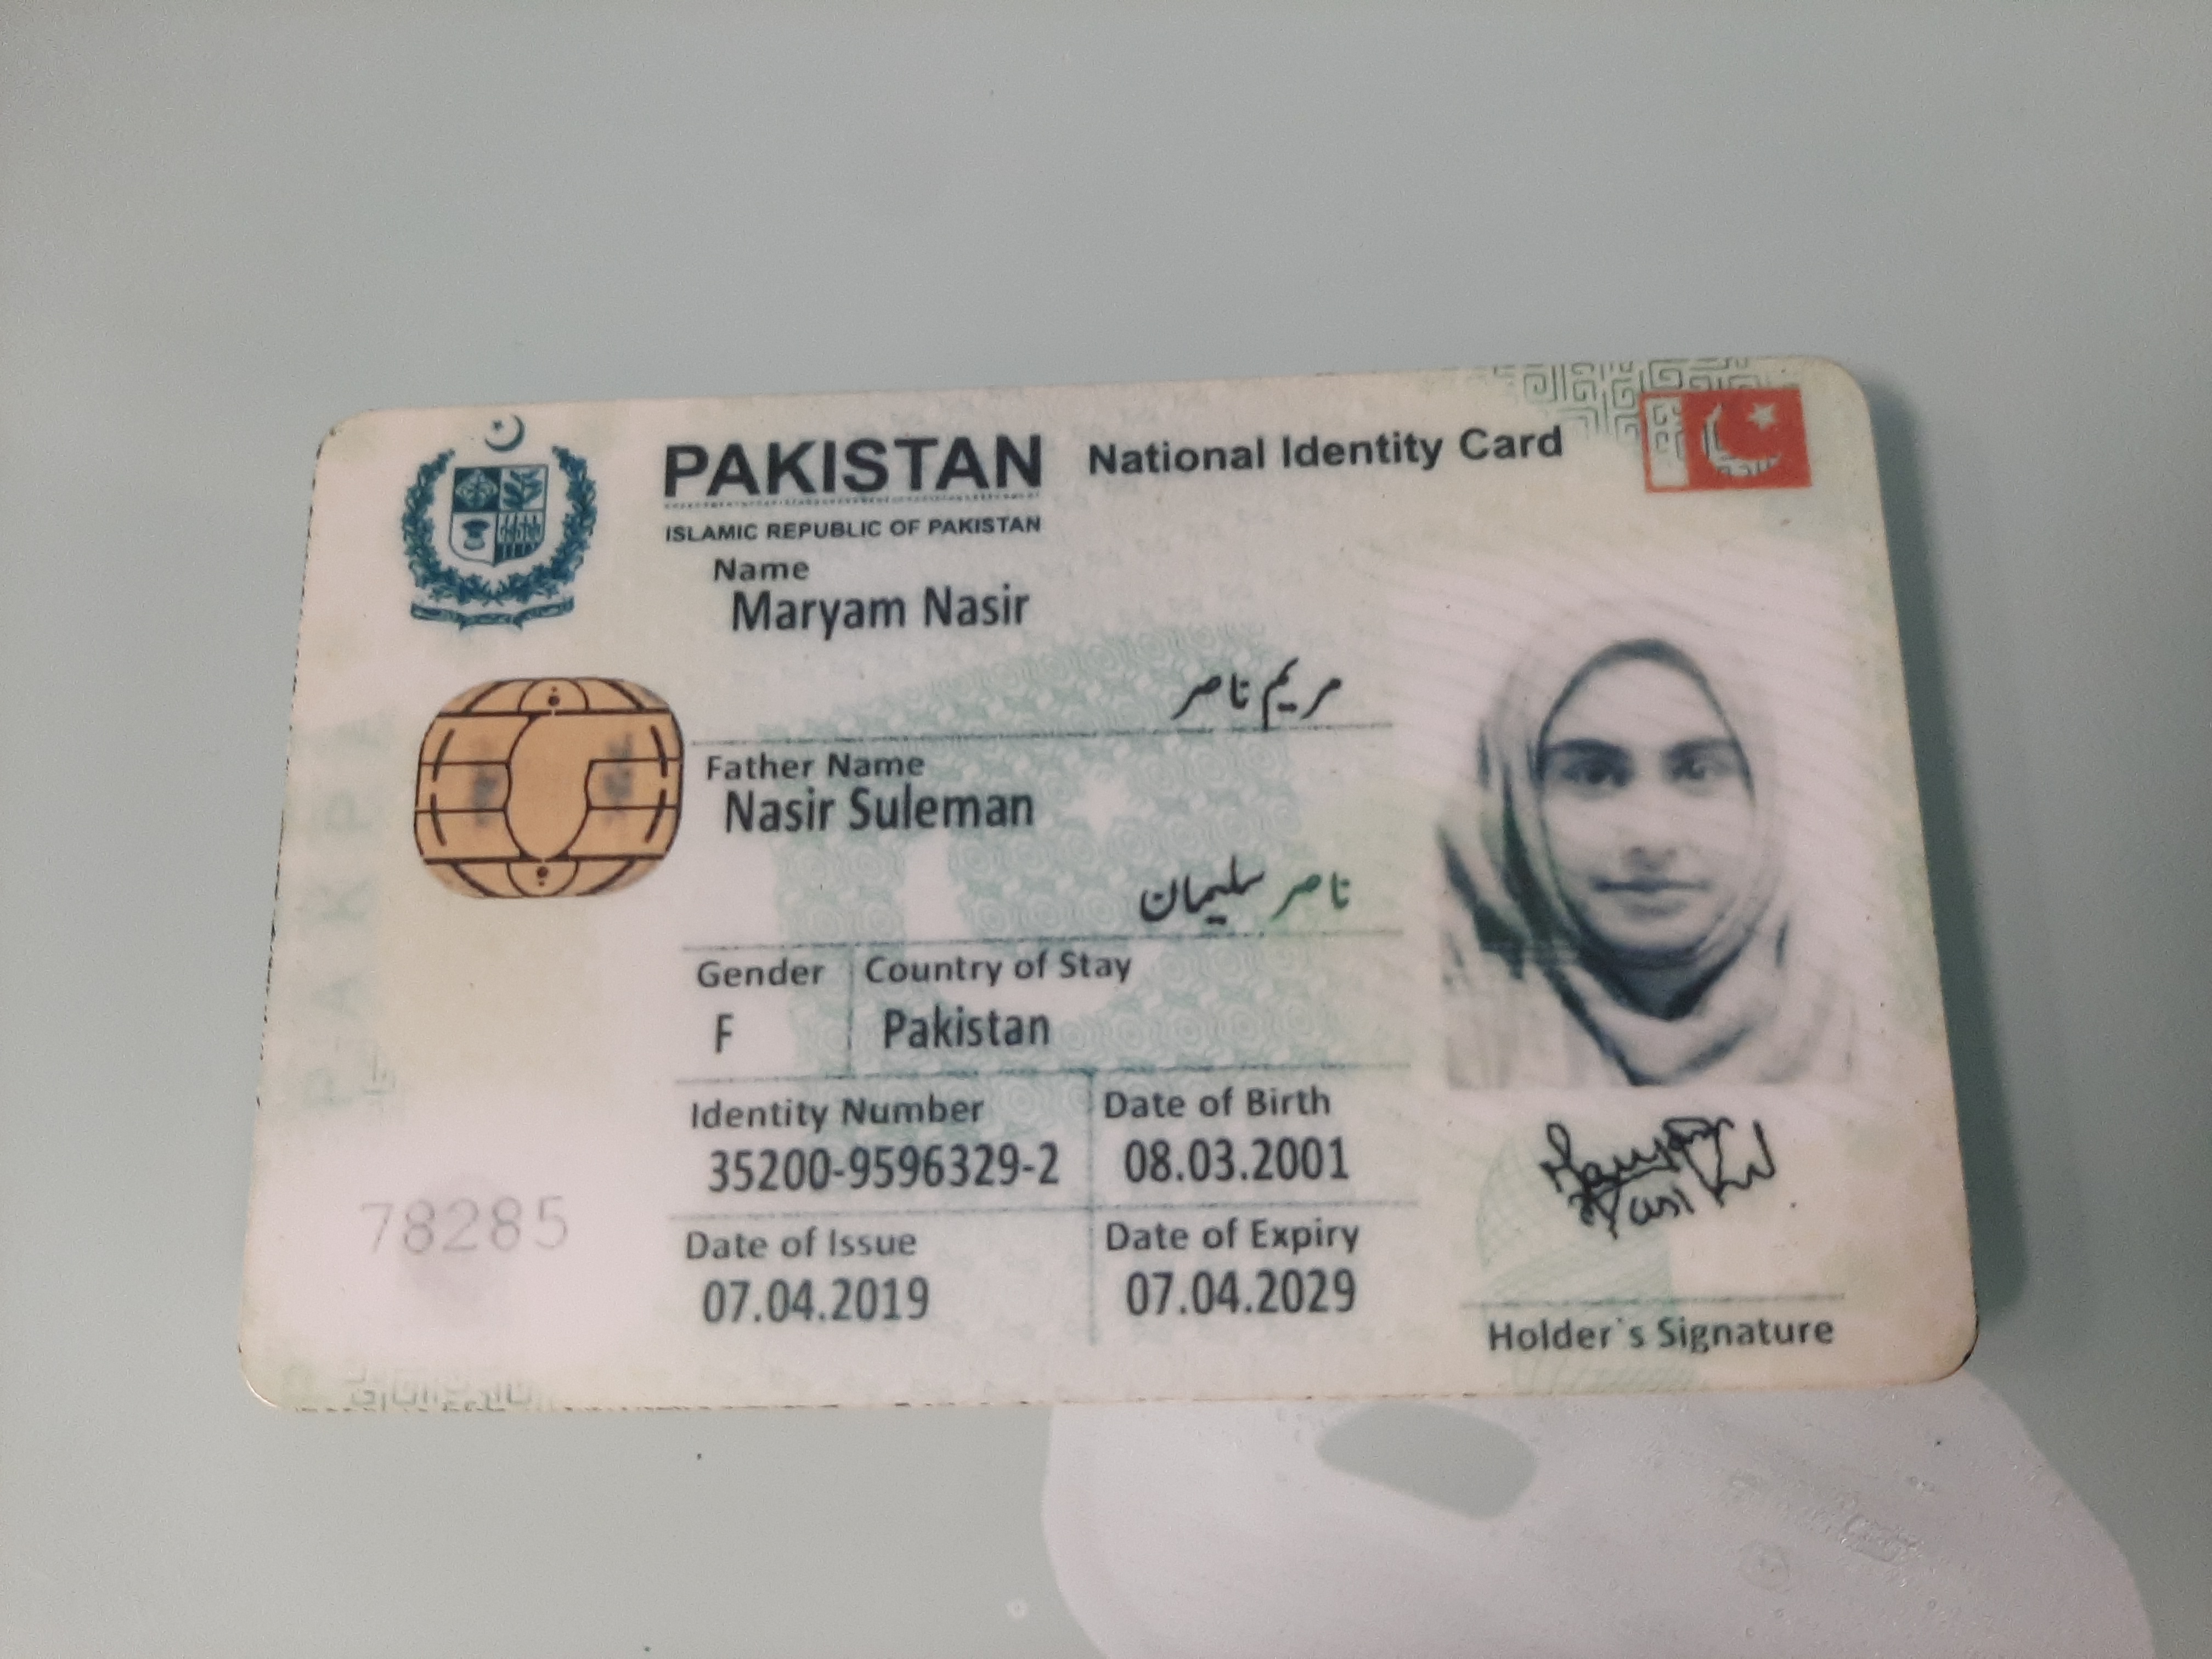 PAKISTAN National Identity Card
ISLAMIC REPUBLIC OF PAKISTAN
Name
Maryam Nasir
مریم ناصر
Father Name
Nasir Suleman
ناصر سلیمان
Gender Country of Stay
F Pakistan
Identity Number Date of Birth
35200-9596329-2 08.03.2001
78285
Date of Issue Date of Expiry
07.04.2019 07.04.2029
Holder`s Signature